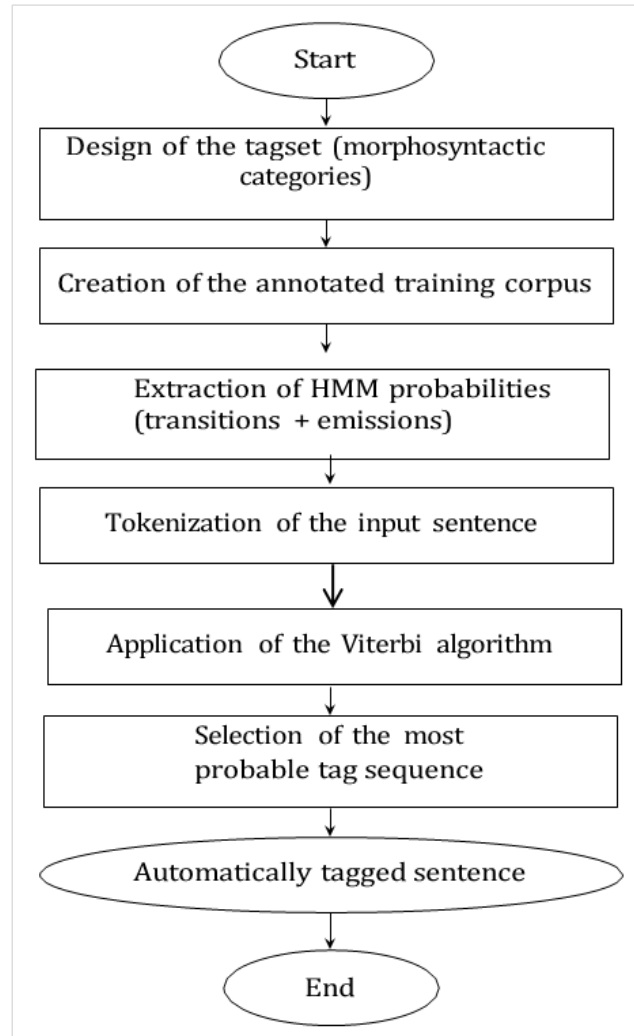 Start
Design of the tagset (morphosyntactic
categories)
Creation of the annotated training corpus
Extraction of HMM probabilities
(transitions + emissions)
Tokenization of the input sentence
Application of the Viterbi algorithm
Selection of the most
probable tag sequence
Automatically tagged sentence
End